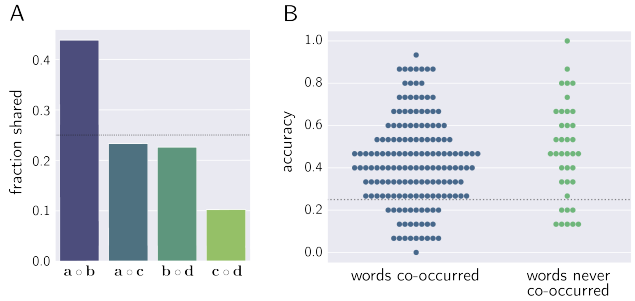 A
B
fraction shared
0.4
0.3
0.2
0.1
0.0
a ∘ b
a ∘ c
b ∘ d
c ∘ d
accuracy
1.0
0.8
0.6
0.4
0.2
0.0
words co-occurred
words never
co-occurred